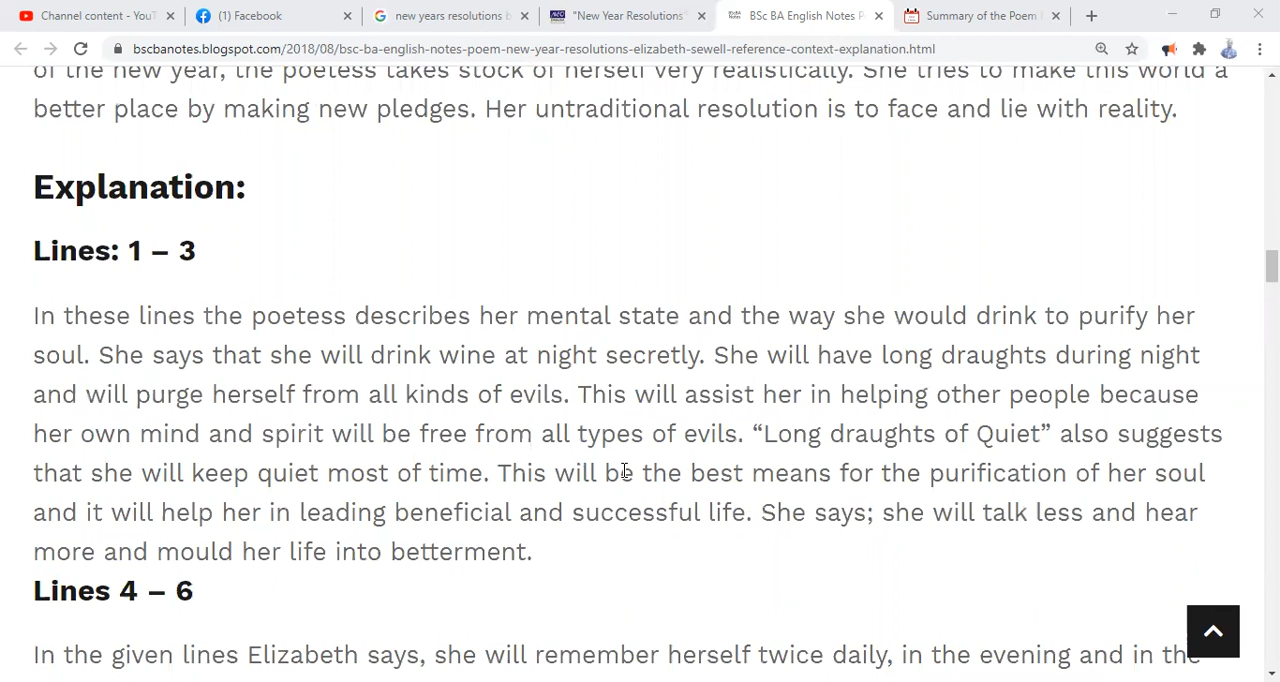 Channel content - YouT
(1) Facebook
new years resolutions b
"New Year Resolutions"
BSc BA English Notes P
Summary of the Poem
bscbanotes.blogspot.com/2018/08/bsc-ba-english-notes-poem-new-year-resolutions-elizabeth-sewell-reference-context-explanation.html
of the new year, the poetess takes stock of herself very realistically. She tries to make this world a
better place by making new pledges. Her untraditional resolution is to face and lie with reality.
Explanation:
Lines: 1 – 3
In these lines the poetess describes her mental state and the way she would drink to purify her
soul. She says that she will drink wine at night secretly. She will have long draughts during night
and will purge herself from all kinds of evils. This will assist her in helping other people because
her own mind and spirit will be free from all types of evils. “Long draughts of Quiet” also suggests
that she will keep quiet most of time. This will be the best means for the purification of her soul
and it will help her in leading beneficial and successful life. She says; she will talk less and hear
more and mould her life into betterment.
Lines 4 – 6
In the given lines Elizabeth says, she will remember herself twice daily, in the evening and in the